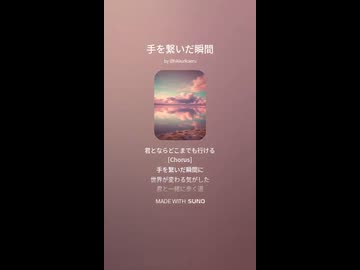 手を繋いだ瞬間
君とならどこまでも行ける
[Chorus]
手を繋いだ瞬間に
世界が変わる気がした
君と一緒に歩く道
MADE WITH SUNO